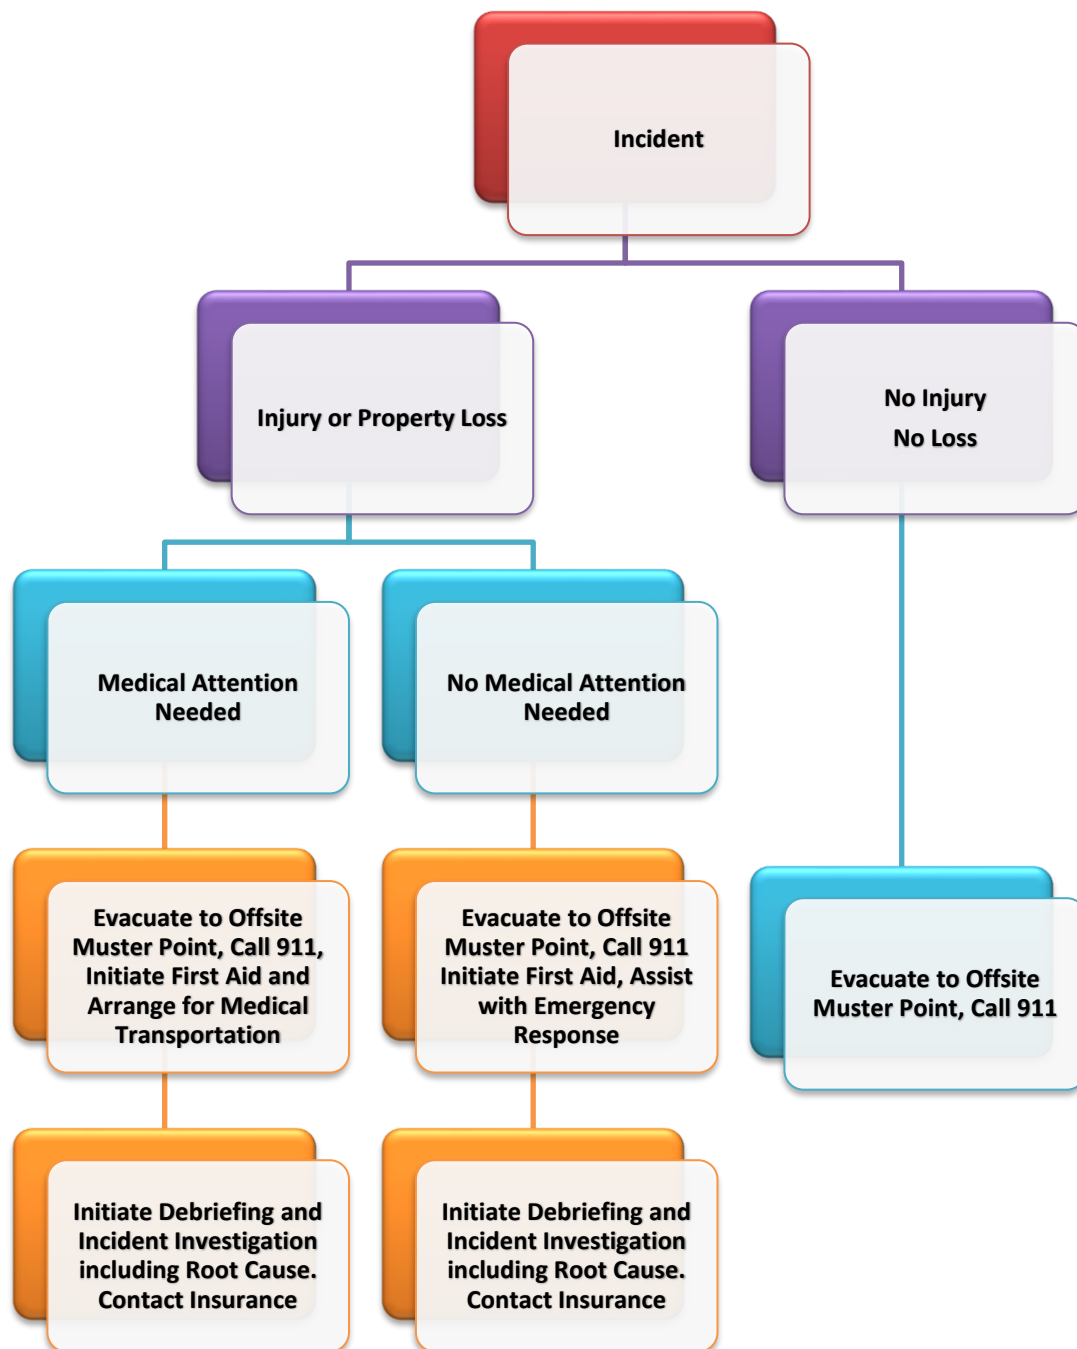 Incident
Injury or Property Loss
No Injury
No Loss
Medical Attention
Needed
No Medical Attention
Needed
Evacuate to Offsite
Muster Point, Call 911,
Initiate First Aid and
Arrange for Medical
Transportation
Evacuate to Offsite
Muster Point, Call 911
Initiate First Aid, Assist
with Emergency
Response
Evacuate to Offsite
Muster Point, Call 911
Initiate Debriefing and
Incident Investigation
including Root Cause.
Contact Insurance
Initiate Debriefing and
Incident Investigation
including Root Cause.
Contact Insurance